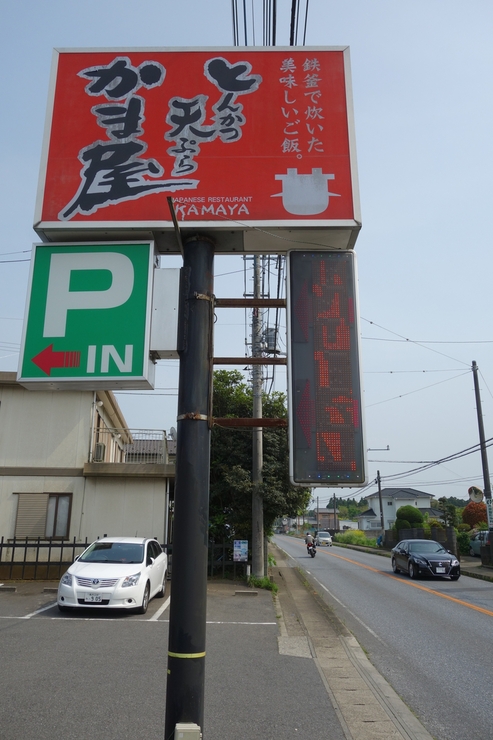 鉄釜で炊いた
美味しいご飯。
とんかつ
天ぷら
かま屋
JAPANESE RESTAURANT
KAMAYA
P
IN